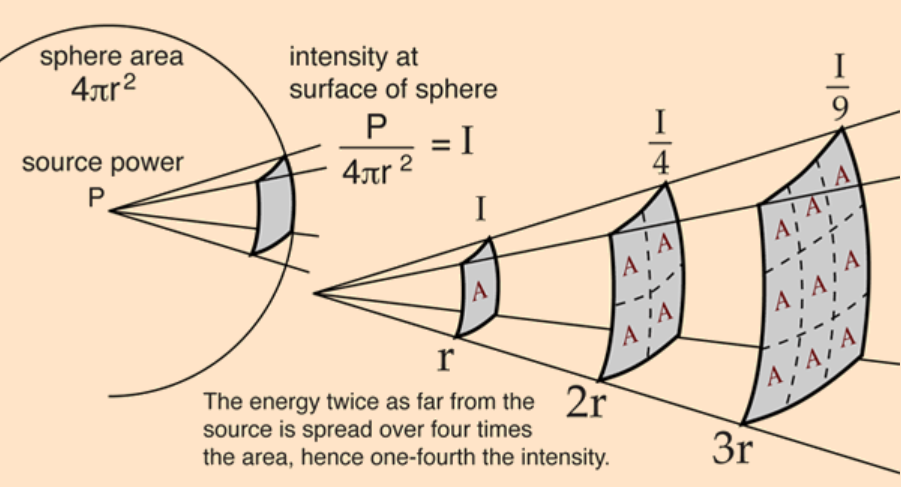 sphere area
4πr²
intensity at
surface of sphere
P
4πr² = I
source power
P
I
I
4
I
9
A
A
A
A
A
A
A
A
A
A
A
A
A
A
r
2r
3r
The energy twice as far from the
source is spread over four times
the area, hence one-fourth the intensity.